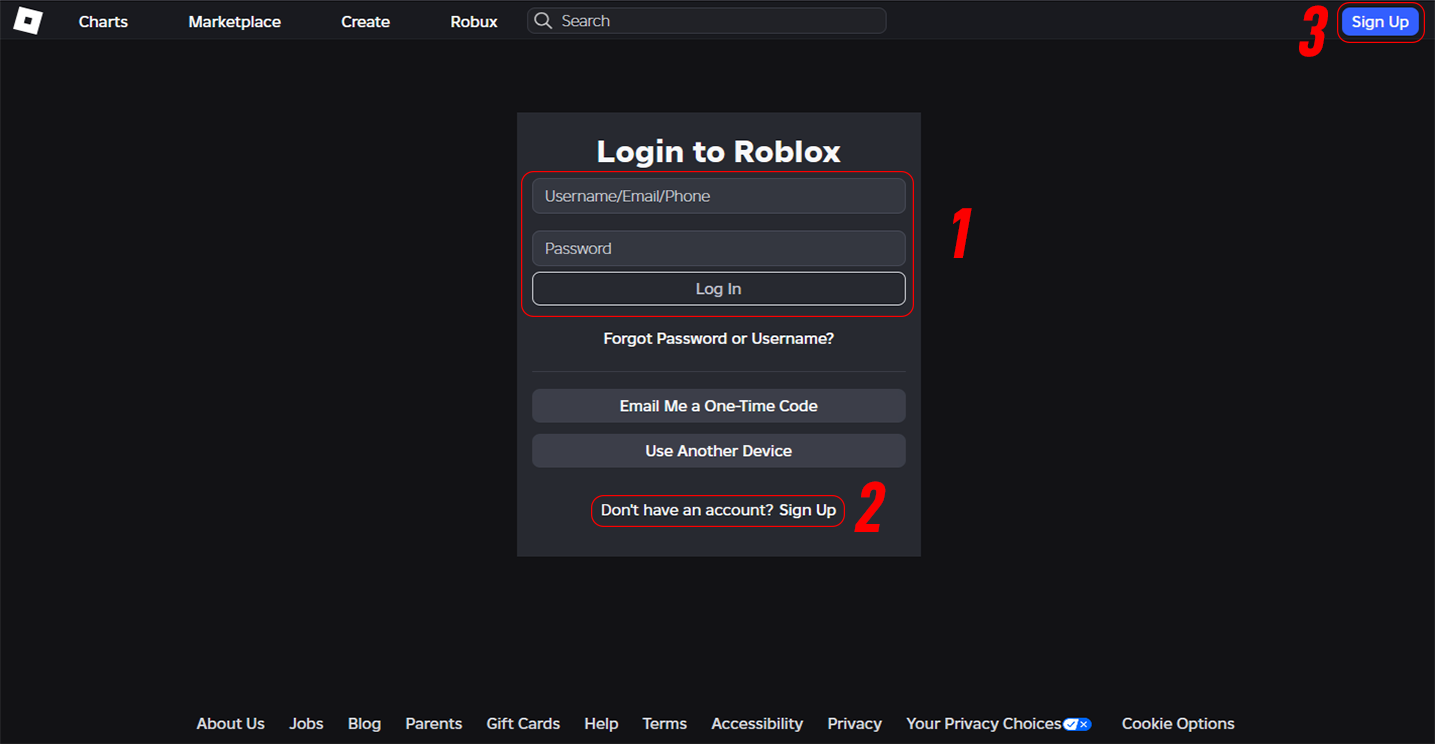 Charts Marketplace Create Robux Search 3 Sign Up
Login to Roblox
Username/Email/Phone
1
Password
Log In
Forgot Password or Username?
Email Me a One-Time Code
Use Another Device
Don't have an account? Sign Up 2
About Us Jobs Blog Parents Gift Cards Help Terms Accessibility Privacy Your Privacy Choices Cookie Options